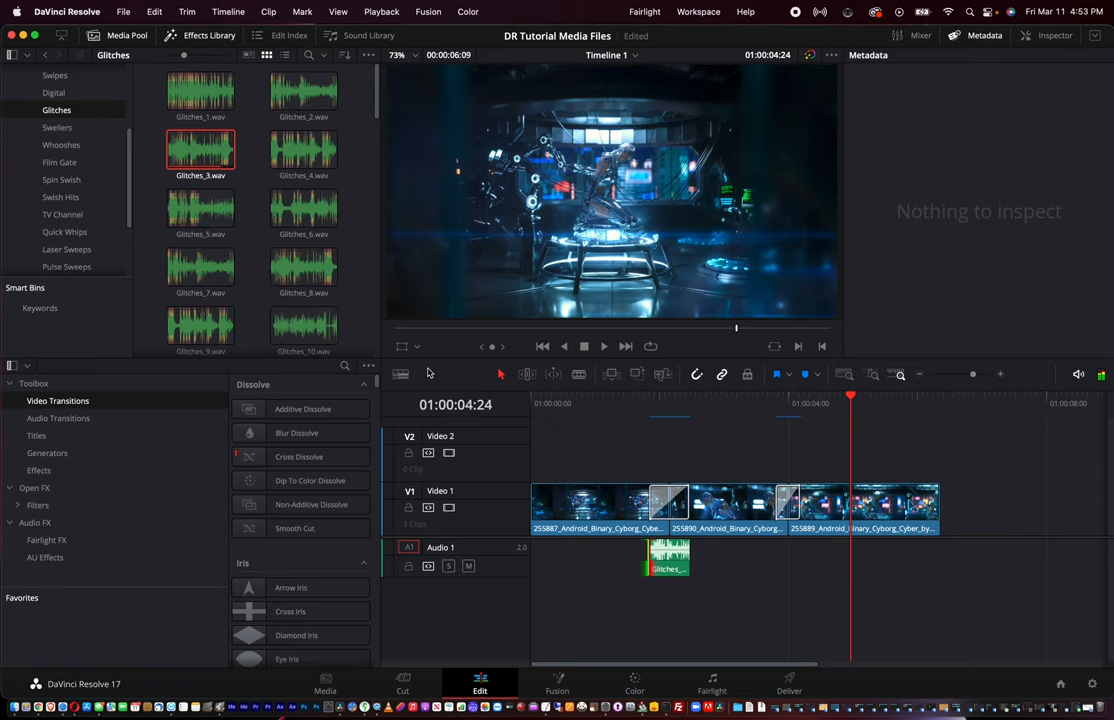 DaVinci Resolve File Edit Trim Timeline Clip Mark View Playback Fusion Color Fairlight Workspace Help Fri Mar 11 4:53 PM
Media Pool Effects Library Edit Index Sound Library DR Tutorial Media Files Edited Mixer Metadata Inspector
Glitches 73% 00:00:06:09 Timeline 1 01:00:04:24 Metadata
Swipes
Digital
Glitches
Swellers
Whooshes
Film Gate
Spin Swish
Swish Hits
TV Channel
Quick Whips
Laser Sweeps
Pulse Sweeps
Glitches_1.wav Glitches_2.wav
Glitches_3.wav Glitches_4.wav
Glitches_5.wav Glitches_6.wav
Glitches_7.wav Glitches_8.wav
Glitches_9.wav Glitches_10.wav
Nothing to inspect
Smart Bins
Keywords
Toolbox
Video Transitions
Audio Transitions
Titles
Generators
Effects
Open FX
Filters
Audio FX
Fairlight FX
AU Effects
Favorites
Dissolve
Additive Dissolve
Blur Dissolve
Cross Dissolve
Dip To Color Dissolve
Non-Additive Dissolve
Smooth Cut
Iris
Arrow Iris
Cross Iris
Diamond Iris
Eye Iris
01:00:04:24 01:00:00:00 01:00:04:00 01:00:08:00
V2 Video 2
0 Clip
V1 Video 1
3 Clips
255887_Android_Binary_Cyborg_Cybe... 255890_Android_Binary_Cyborg... 255889_Android_Binary_Cyborg_Cyber_by...
A1 Audio 1 2.0
S M
Glitches_...
DaVinci Resolve 17 Media Cut Edit Fusion Color Fairlight Deliver